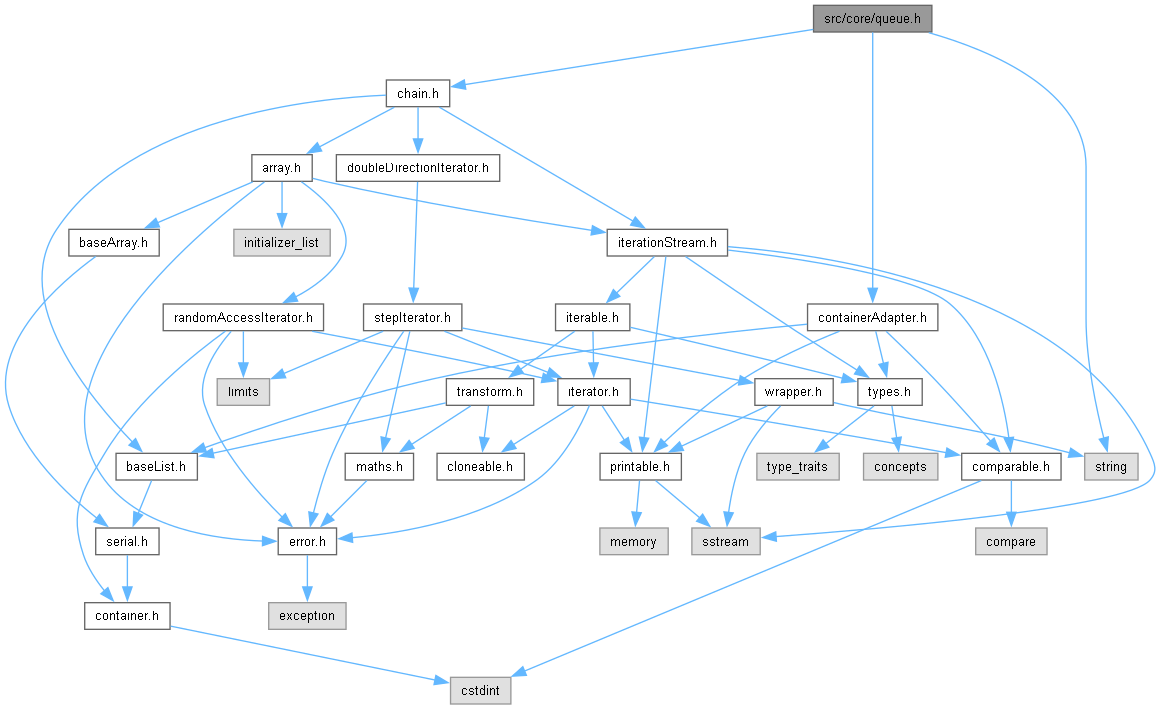 src/core/queue.h
chain.h
array.h
doubleDirectionIterator.h
baseArray.h
initializer_list
iterationStream.h
randomAccessIterator.h
stepIterator.h
iterable.h
containerAdapter.h
limits
transform.h
iterator.h
wrapper.h
types.h
baseList.h
maths.h
cloneable.h
printable.h
type_traits
concepts
comparable.h
string
serial.h
error.h
memory
sstream
compare
container.h
exception
cstdint